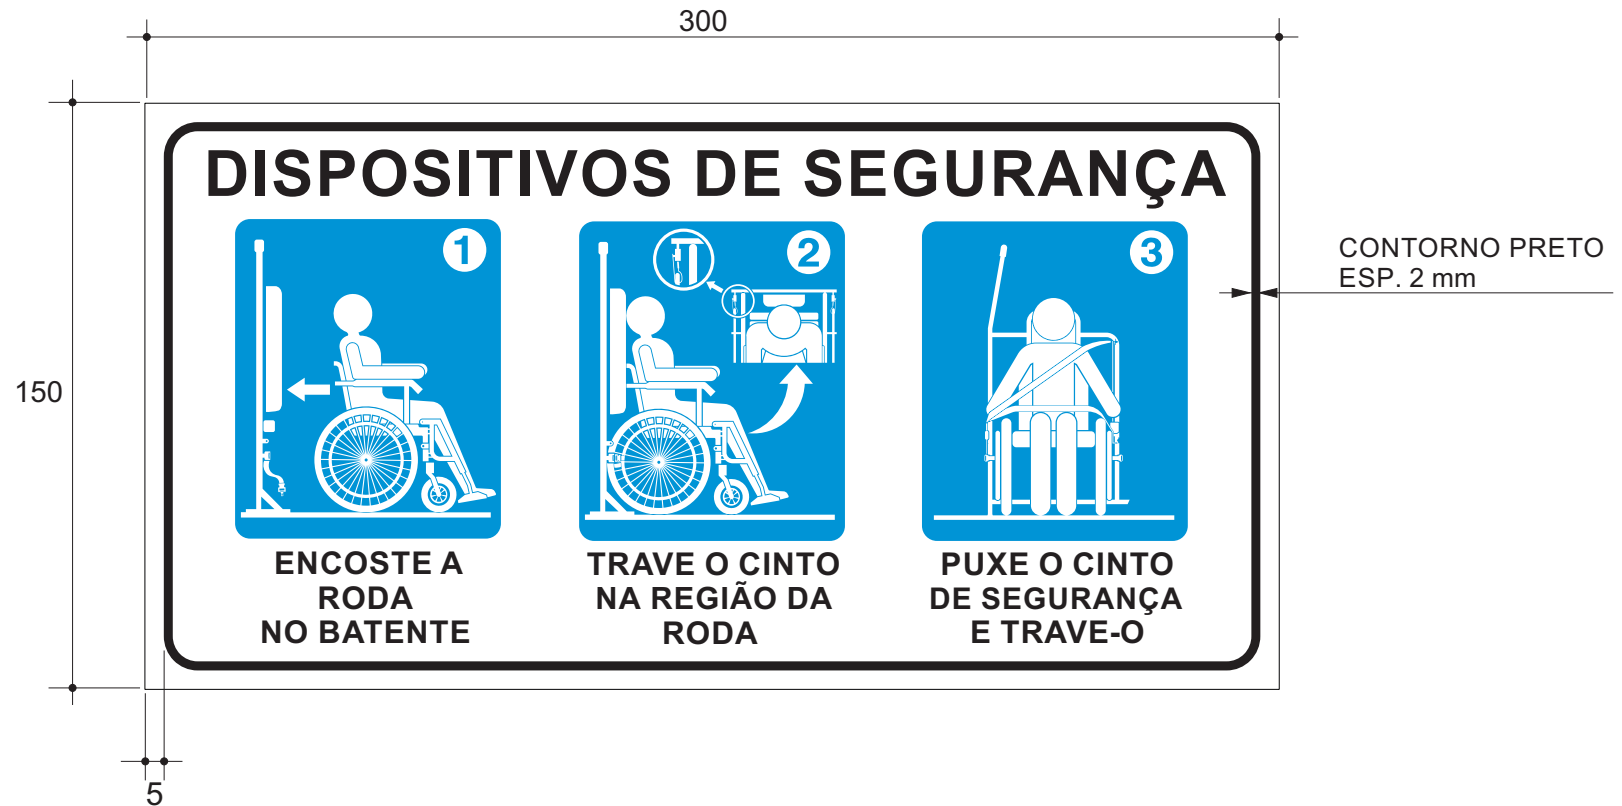 300
150
DISPOSITIVOS DE SEGURANÇA
1
2
3
CONTORNO PRETO
ESP. 2 mm
ENCOSTE A
RODA
NO BATENTE
TRAVE O CINTO
NA REGIÃO DA
RODA
PUXE O CINTO
DE SEGURANÇA
E TRAVE-O
5